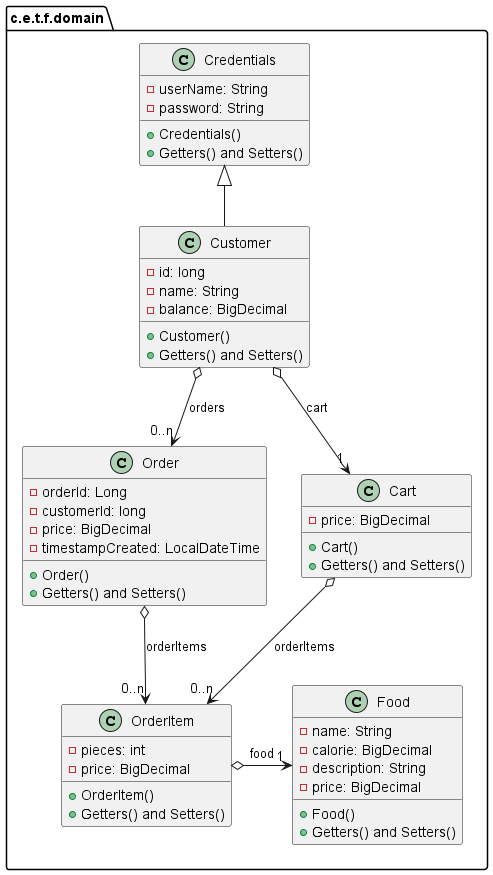 c.e.t.f.domain
C Credentials
userName: String
password: String
Credentials()
Getters() and Setters()
C Customer
id: long
name: String
balance: BigDecimal
Customer()
Getters() and Setters()
orders
cart
0..n
1
C Order
orderId: Long
customerId: long
price: BigDecimal
timestampCreated: LocalDateTime
Order()
Getters() and Setters()
C Cart
price: BigDecimal
Cart()
Getters() and Setters()
orderItems
orderItems
0..n
0..n
C OrderItem
pieces: int
price: BigDecimal
OrderItem()
Getters() and Setters()
food 1
C Food
name: String
calorie: BigDecimal
description: String
price: BigDecimal
Food()
Getters() and Setters()